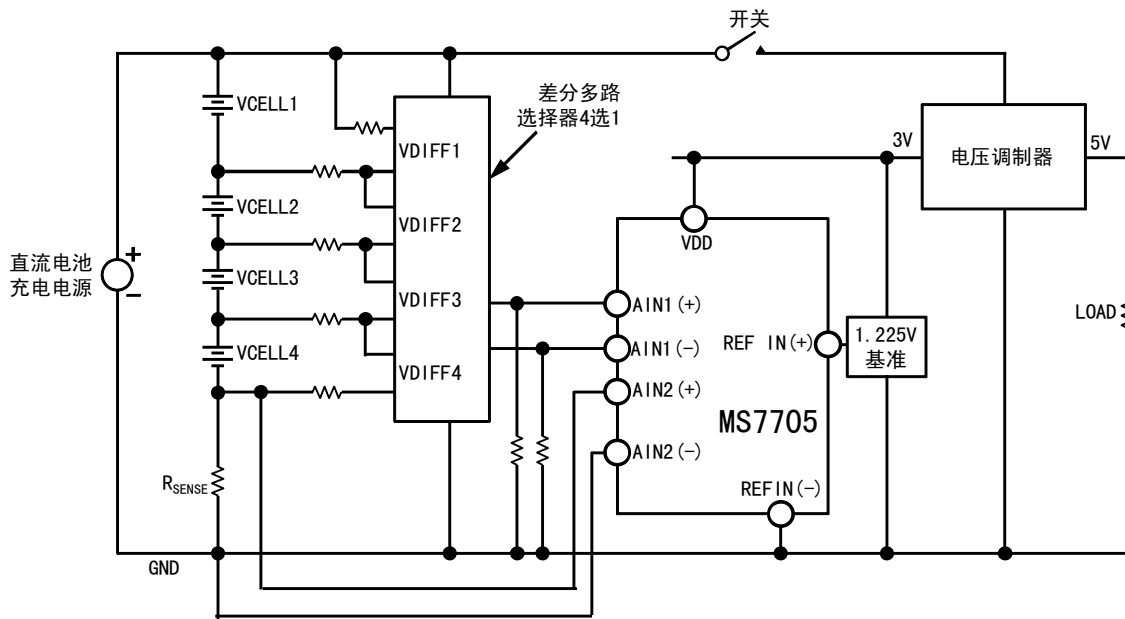 开关
差分多路
选择器4选1
VCELL1
VDIFF1
3V
电压调制器
5V
VCELL2
VDIFF2
VDD
直流电池
充电电源
+
−
VCELL3
VDIFF3
AIN1(+)
LOAD
REF IN(+)
1.225V
基准
AIN1(−)
VCELL4
VDIFF4
AIN2(+)
MS7705
AIN2(−)
RSENSE
REFIN(−)
GND